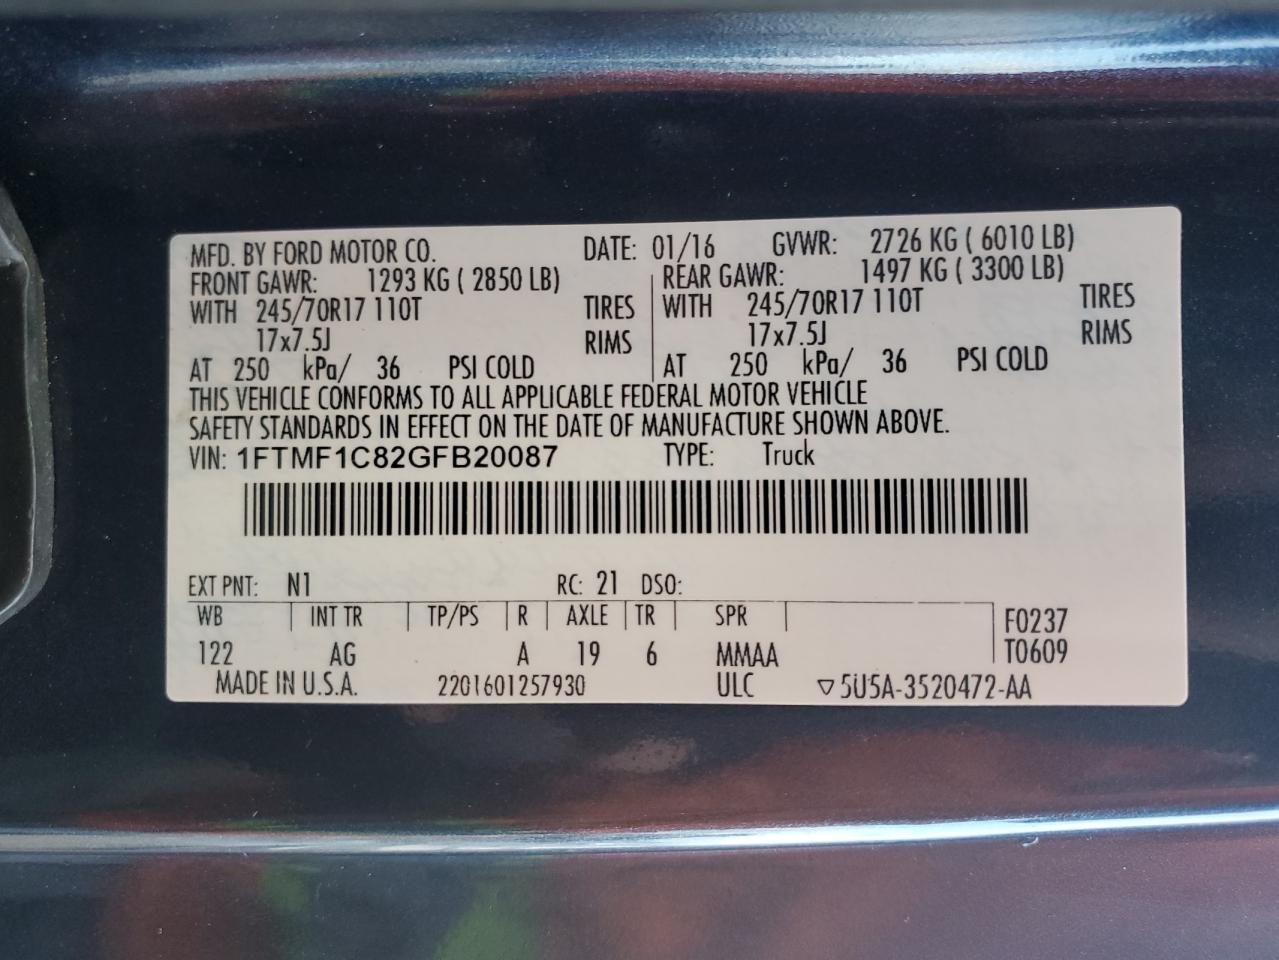 MFD. BY FORD MOTOR CO. DATE: 01/16 GVWR: 2726 KG ( 6010 LB)
FRONT GAWR: 1293 KG ( 2850 LB) REAR GAWR: 1497 KG ( 3300 LB)
WITH 245/70R17 110T TIRES WITH 245/70R17 110T TIRES
17x7.5J RIMS 17x7.5J RIMS
AT 250 kPa/ 36 PSI COLD AT 250 kPa/ 36 PSI COLD
THIS VEHICLE CONFORMS TO ALL APPLICABLE FEDERAL MOTOR VEHICLE
SAFETY STANDARDS IN EFFECT ON THE DATE OF MANUFACTURE SHOWN ABOVE.
VIN: 1FTMF1C82GFB20087 TYPE: Truck
EXT PNT: N1 RC: 21 DSO:
WB INT TR TP/PS R AXLE TR SPR F0237
122 AG A 19 6 MMAA T0609
MADE IN U.S.A. 2201601257930 ULC ▽5U5A-3520472-AA